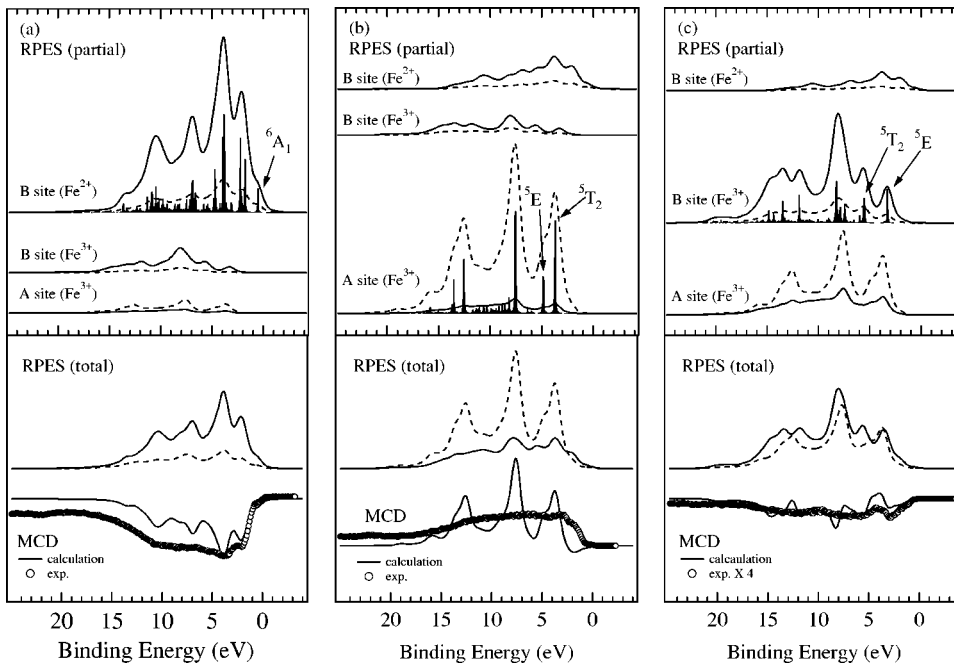 (a)
RPES (partial)
⁶A₁
B site (Fe²⁺)
B site (Fe³⁺)
A site (Fe³⁺)
RPES (total)
MCD
calculation
exp.
20 15 10 5 0
Binding Energy (eV)
(b)
RPES (partial)
B site (Fe²⁺)
B site (Fe³⁺)
⁵E
⁵T₂
A site (Fe³⁺)
RPES (total)
MCD
calculation
exp.
20 15 10 5 0
Binding Energy (eV)
(c)
RPES (partial)
B site (Fe²⁺)
⁵T₂
⁵E
B site (Fe³⁺)
A site (Fe³⁺)
RPES (total)
MCD
calcaulation
exp. X 4
20 15 10 5 0
Binding Energy (eV)